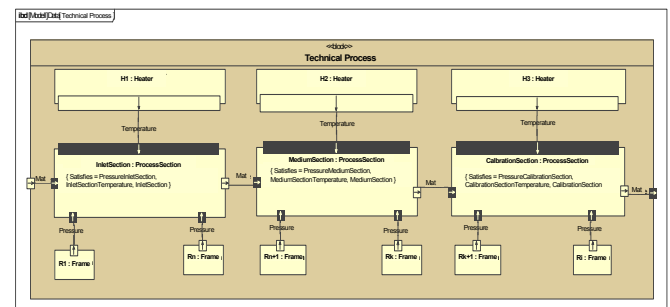 ibd [Modell] Data[ Technical Process ]
<<block>>
Technical Process
H1 : Heater
H2 : Heater
H3 : Heater
Temperature
Temperature
Temperature
InletSection : ProcessSection
{ Satisfies = PressureInletSection,
InletSectionTemperature, InletSection }
MediumSection : ProcessSection
{ Satisfies = PressureMediumSection,
MediumSectionTemperature, MediumSection }
CalibrationSection : ProcessSection
{ Satisfies = PressureCalibrationSection,
CalibrationSectionTemperature, CalibrationSection
Mat
Mat
Mat
Mat
Pressure
Pressure
Pressure
Pressure
Pressure
Pressure
R1 : Frame
Rn : Frame
Rn+1 : Frame
Rk : Frame
Rk+1 : Frame
Ri : Frame